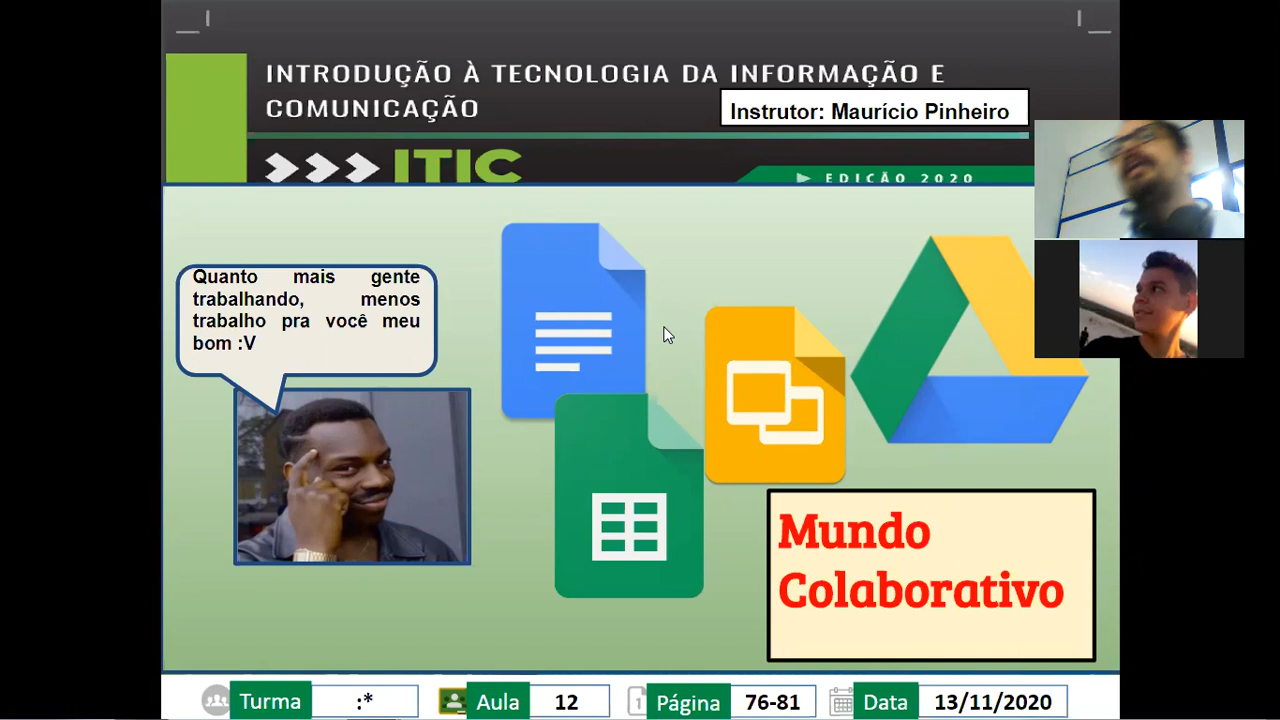 INTRODUÇÃO À TECNOLOGIA DA INFORMAÇÃO E
COMUNICAÇÃO
Instrutor: Maurício Pinheiro
ITIC
EDIÇÃO 2020
Quanto mais gente
trabalhando, menos
trabalho pra você meu
bom :V
Mundo
Colaborativo
Turma :* Aula 12 Página 76-81 Data 13/11/2020